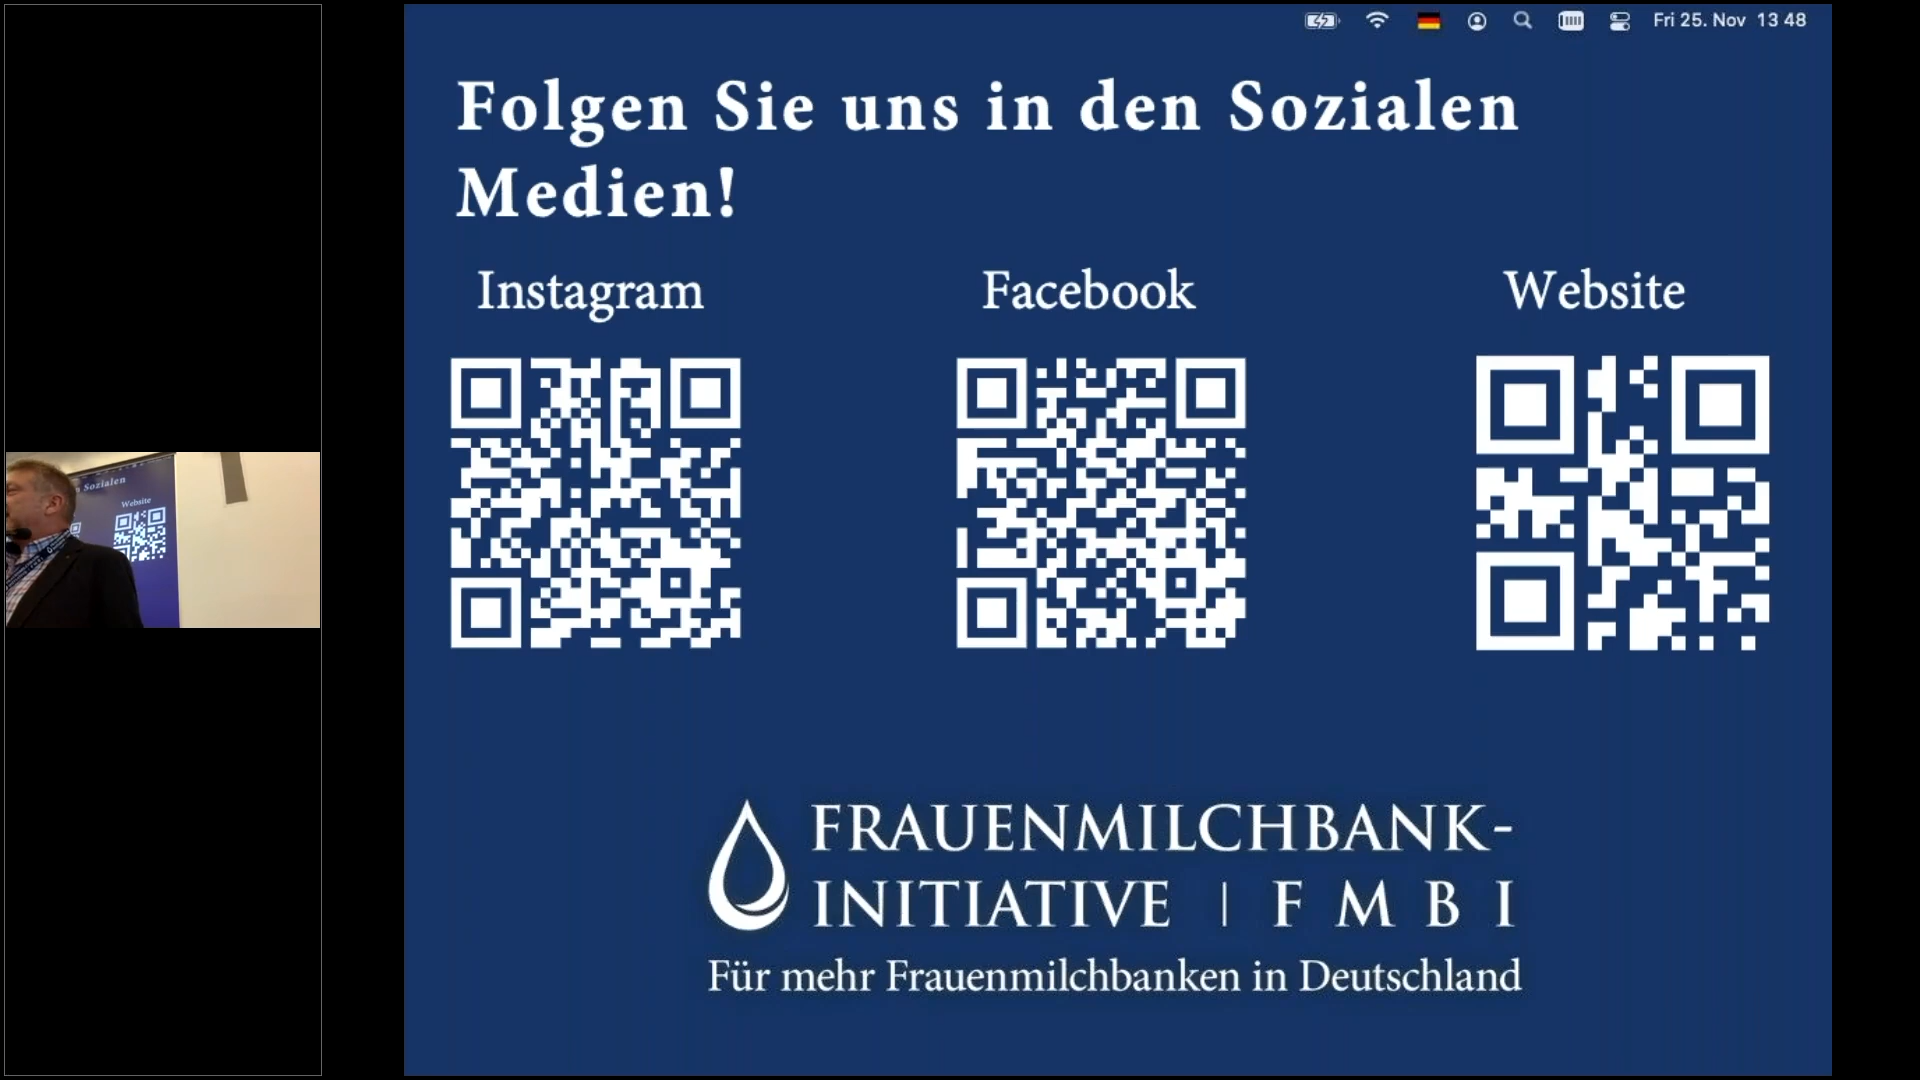 Fri 25. Nov 13 48
Folgen Sie uns in den Sozialen
Medien!
Instagram
Facebook
Website
FRAUENMILCHBANK-
INITIATIVE | F M B I
Für mehr Frauenmilchbanken in Deutschland
Sozialen
Website